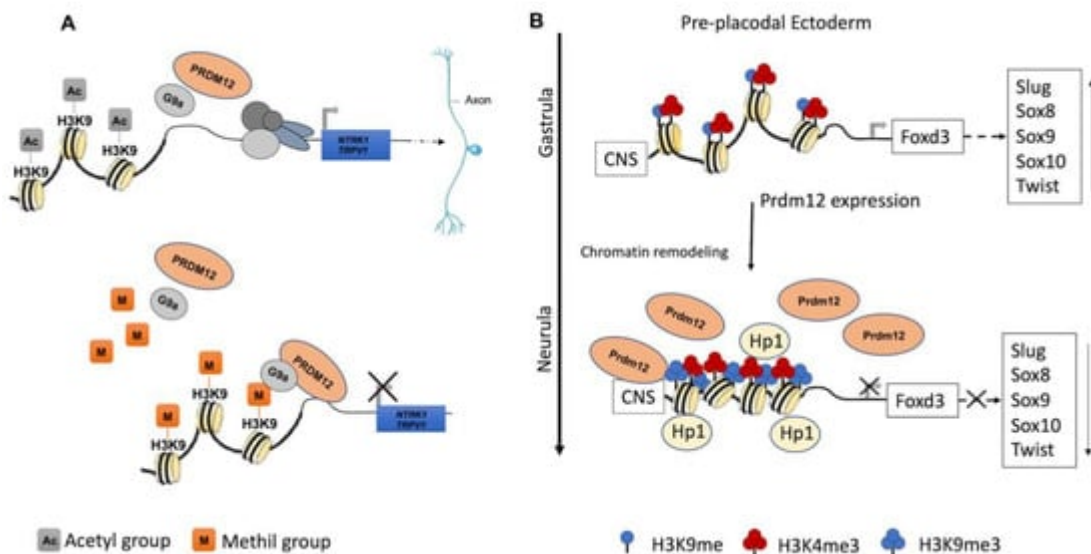 A
PRDM12
G9a
Ac
H3K9
Ac
H3K9
Ac
H3K9
NTRK1
TRPV1
Axon
PRDM12
G9a
M
M
M
M
H3K9
M
H3K9
M
H3K9
G9a
PRDM12
NTRK1
TRPV1
Ac Acetyl group
M Methil group
B
Pre-placodal Ectoderm
Gastrula
CNS
Foxd3
Slug
Sox8
Sox9
Sox10
Twist
Prdm12 expression
Chromatin remodeling
Neurula
Prdm12
Prdm12
Prdm12
Prdm12
Hp1
CNS
Hp1
Hp1
Foxd3
Slug
Sox8
Sox9
Sox10
Twist
H3K9me
H3K4me3
H3K9me3